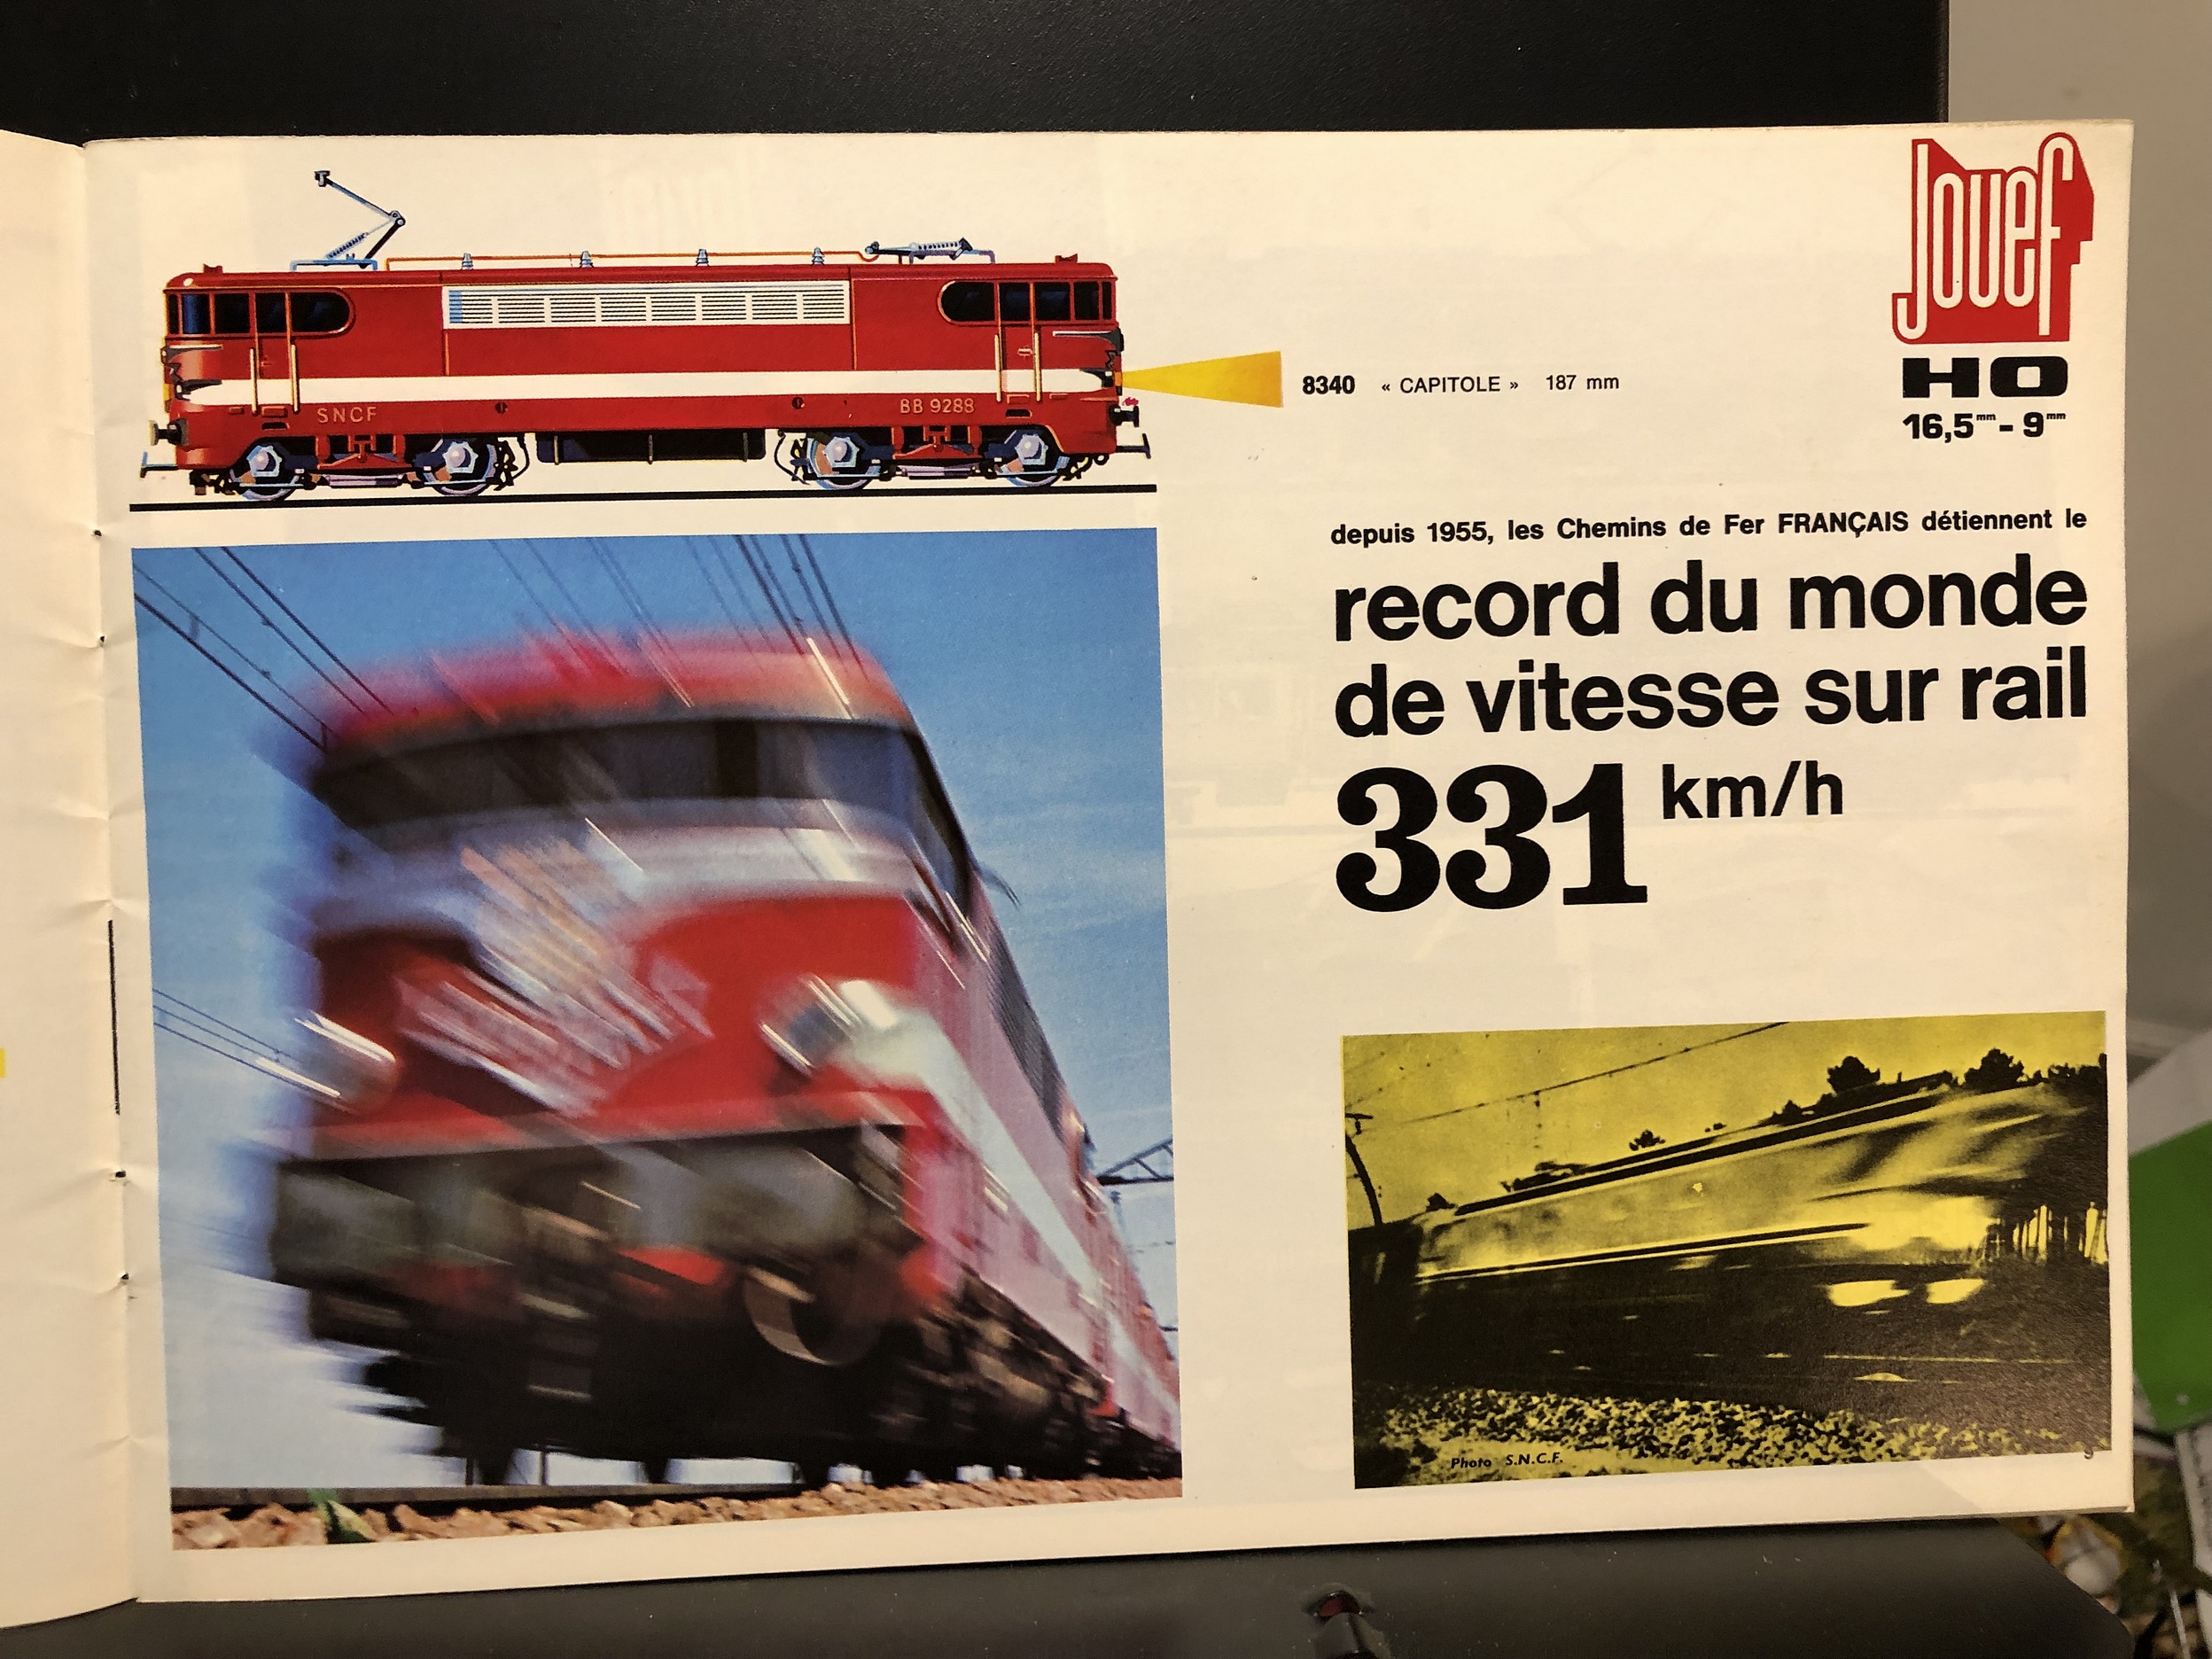 Jouef
HO
16,5mm - 9mm
8340 « CAPITOLE » 187 mm
SNCF
BB 9288
depuis 1955, les Chemins de Fer FRANÇAIS détiennent le
record du monde
de vitesse sur rail
331 km/h
Photo S.N.C.F.